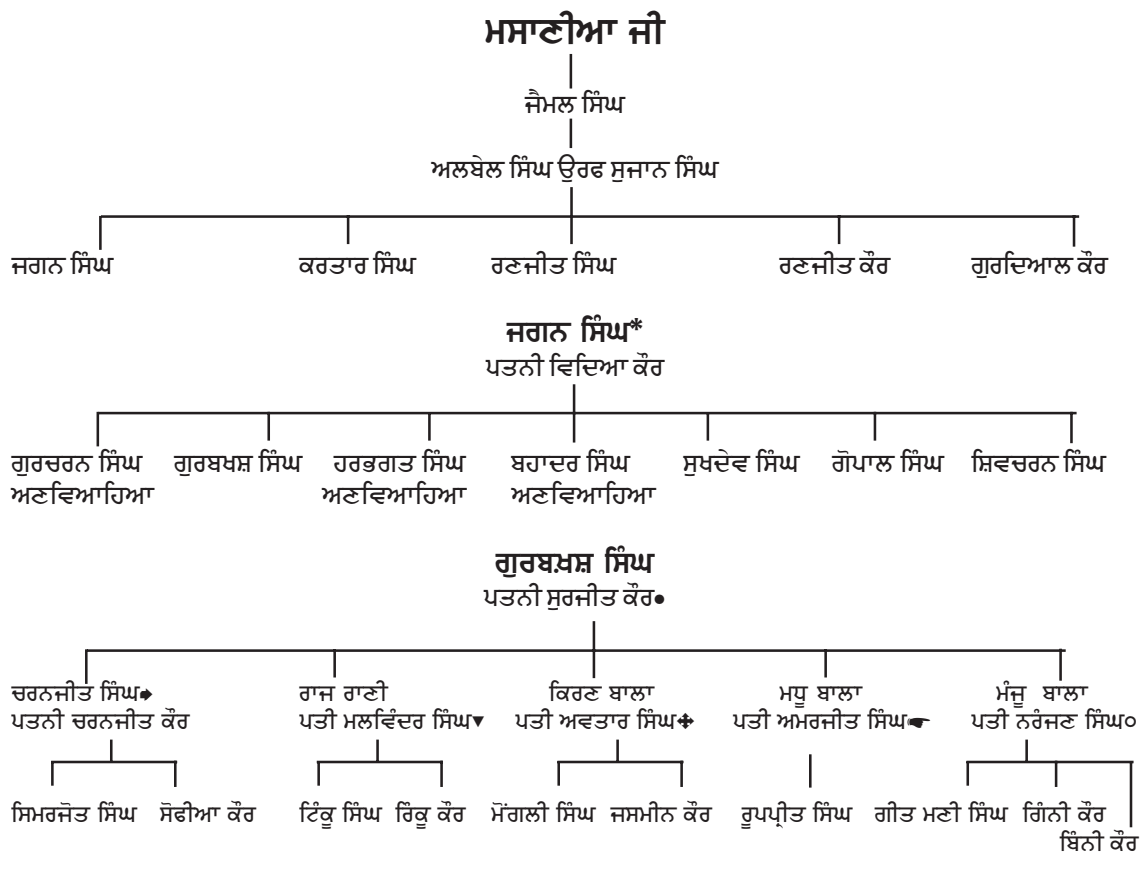 ਮਸਾਣੀਆ ਜੀ
ਜੈਮਲ ਸਿੰਘ
ਅਲਬੇਲ ਸਿੰਘ ਉਰਫ ਸੁਜਾਨ ਸਿੰਘ
ਜਗਨ ਸਿੰਘ ਕਰਤਾਰ ਸਿੰਘ ਰਣਜੀਤ ਸਿੰਘ ਰਣਜੀਤ ਕੌਰ ਗੁਰਦਿਆਲ ਕੌਰ
ਜਗਨ ਸਿੰਘ*
ਪਤਨੀ ਵਿਦਿਆ ਕੌਰ
ਗੁਰਚਰਨ ਸਿੰਘ ਗੁਰਬਖਸ਼ ਸਿੰਘ ਹਰਭਗਤ ਸਿੰਘ ਬਹਾਦਰ ਸਿੰਘ ਸੁਖਦੇਵ ਸਿੰਘ ਗੋਪਾਲ ਸਿੰਘ ਸ਼ਿਵਚਰਨ ਸਿੰਘ
ਅਣਵਿਆਹਿਆ ਅਣਵਿਆਹਿਆ ਅਣਵਿਆਹਿਆ
ਗੁਰਬਖ਼ਸ਼ ਸਿੰਘ
ਪਤਨੀ ਸੁਰਜੀਤ ਕੌਰ●
ਚਰਨਜੀਤ ਸਿੰਘ➧ ਰਾਜ ਰਾਣੀ ਕਿਰਣ ਬਾਲਾ ਮਧੂ ਬਾਲਾ ਮੰਜੂ ਬਾਲਾ
ਪਤਨੀ ਚਰਨਜੀਤ ਕੌਰ ਪਤੀ ਮਲਵਿੰਦਰ ਸਿੰਘ▼ ਪਤੀ ਅਵਤਾਰ ਸਿੰਘ✙ ਪਤੀ ਅਮਰਜੀਤ ਸਿੰਘ☛ ਪਤੀ ਨਰੰਜਣ ਸਿੰਘ○
ਸਿਮਰਜੋਤ ਸਿੰਘ ਸੋਫੀਆ ਕੌਰ ਟਿੰਕੂ ਸਿੰਘ ਰਿੰਕੂ ਕੌਰ ਮੋਂਗਲੀ ਸਿੰਘ ਜਸਮੀਨ ਕੌਰ ਰੂਪਪ੍ਰੀਤ ਸਿੰਘ ਗੀਤ ਮਣੀ ਸਿੰਘ ਗਿੰਨੀ ਕੌਰ
ਬਿੰਨੀ ਕੌਰ